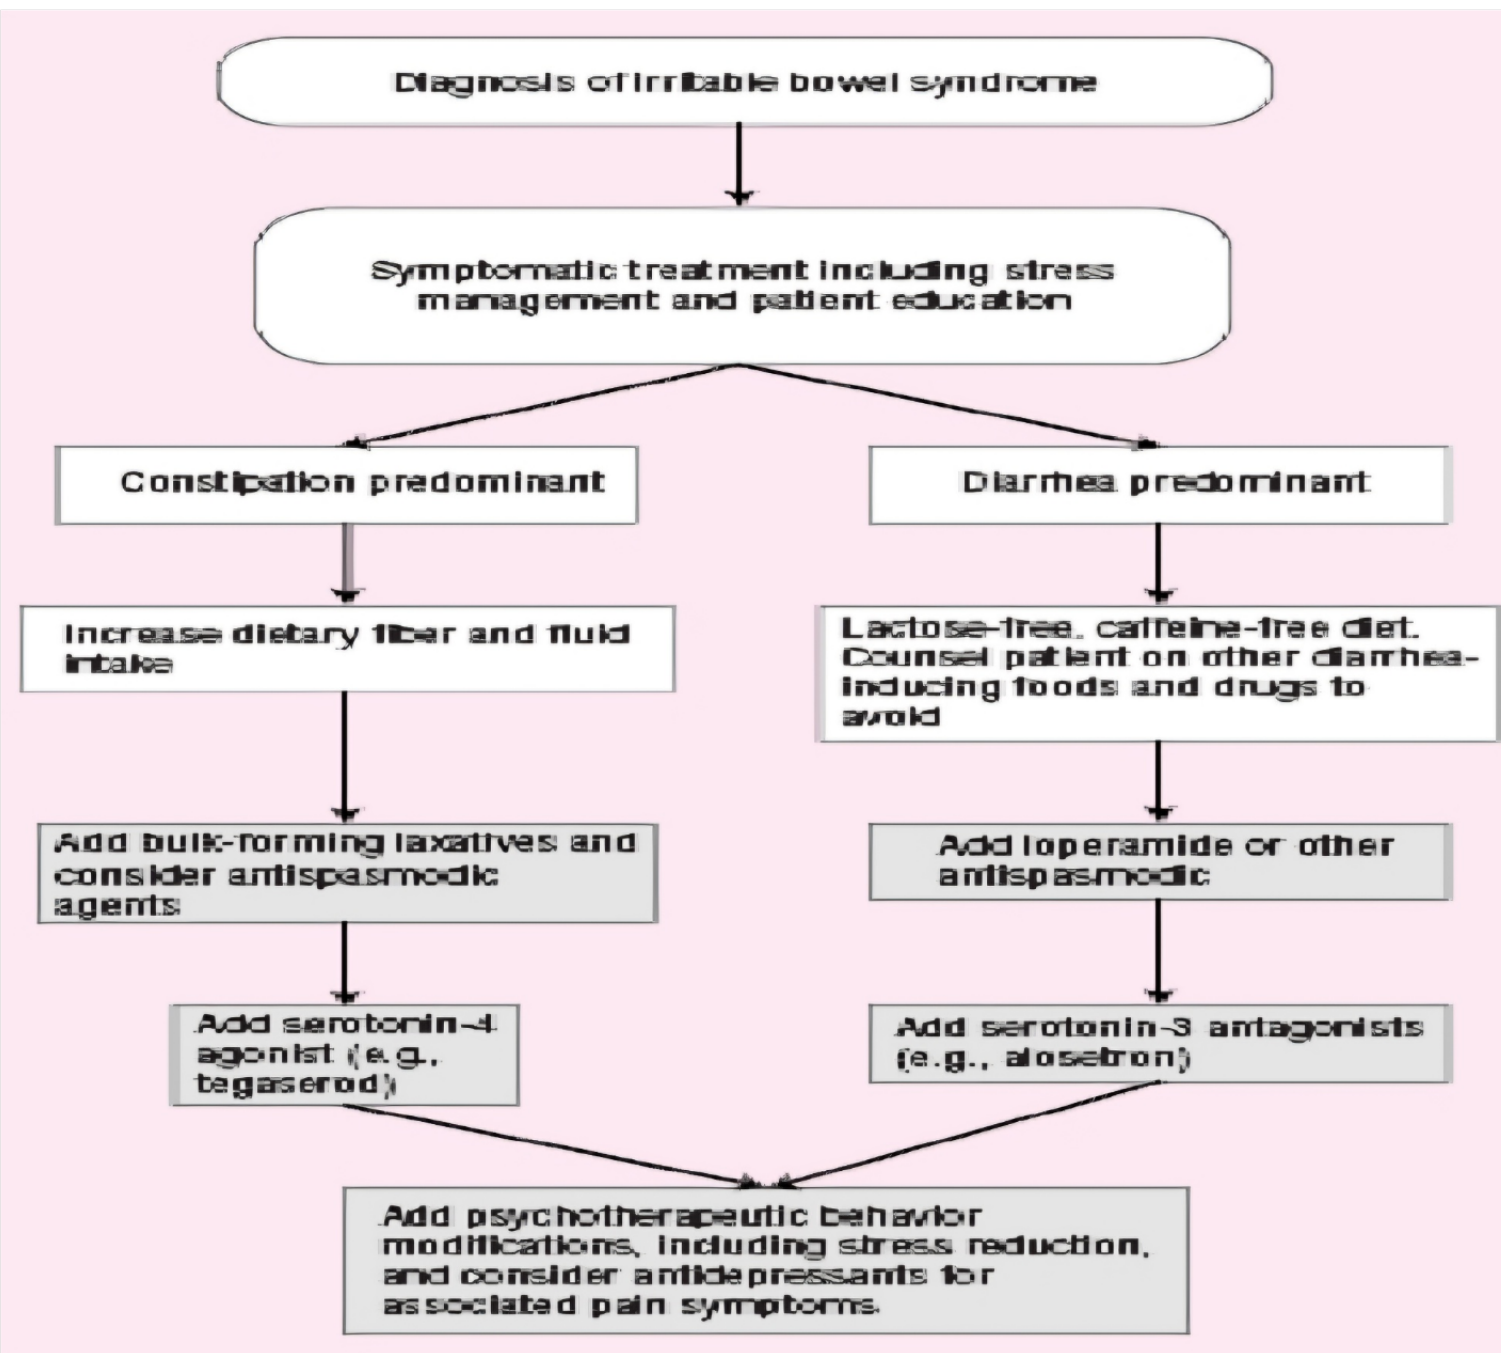 Diagnosis of irritable bowel syndrome
Symptomatic treatment including stress
management and patient education
Constipation predominant
Diarrhea predominant
Increase dietary fiber and fluid
intake
Lactose-free, caffeine-free diet.
Counsel patient on other diarrhea-
inducing foods and drugs to
avoid
Add bulk-forming laxatives and
consider antispasmodic
agents
Add loperamide or other
antispasmodic
Add serotonin-4
agonist (e.g.,
tegaserod)
Add serotonin-3 antagonists
(e.g., alosetron)
Add psychotherapeutic behavior
modifications, including stress reduction,
and consider antidepressants for
associated pain symptoms.